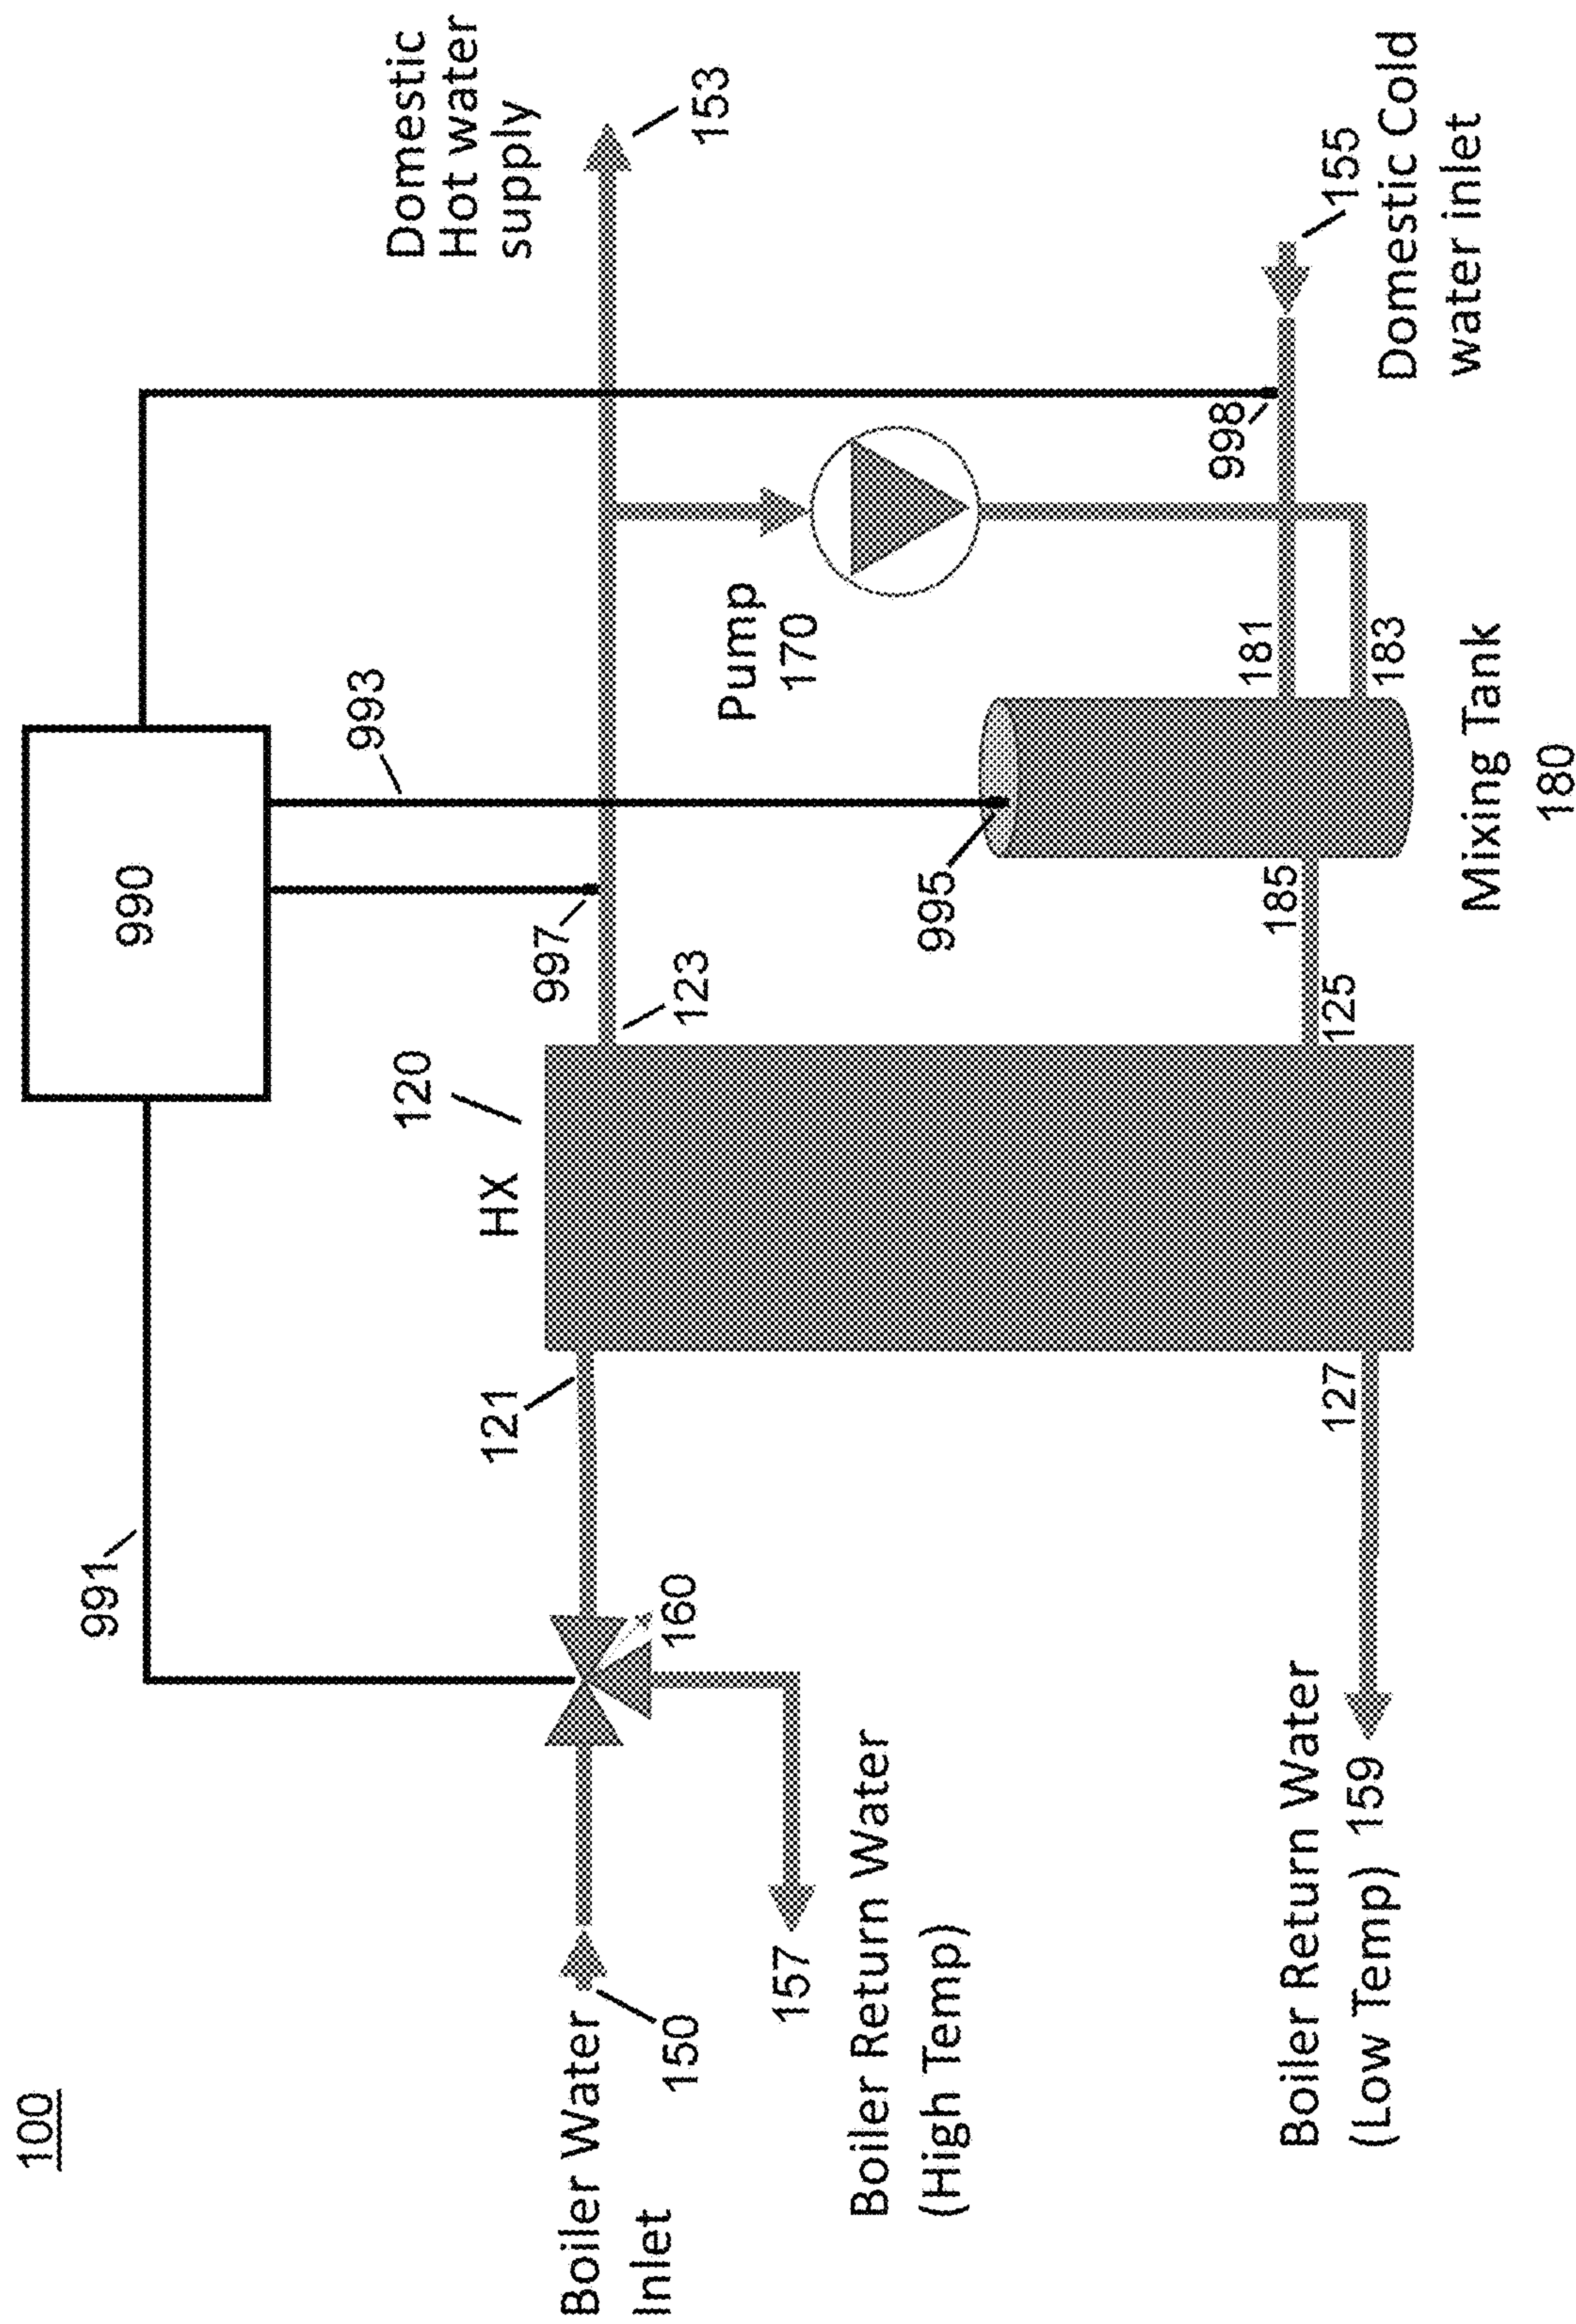 100
990
991
993
Domestic
Hot water
supply
120
HX
121
997
123
153
Boiler Water
Inlet
150
160
Pump
170
157
Boiler Return Water
(High Temp)
995
998
181
155
185
125
183
127
Domestic Cold
water inlet
Boiler Return Water
(Low Temp) 159
Mixing Tank
180